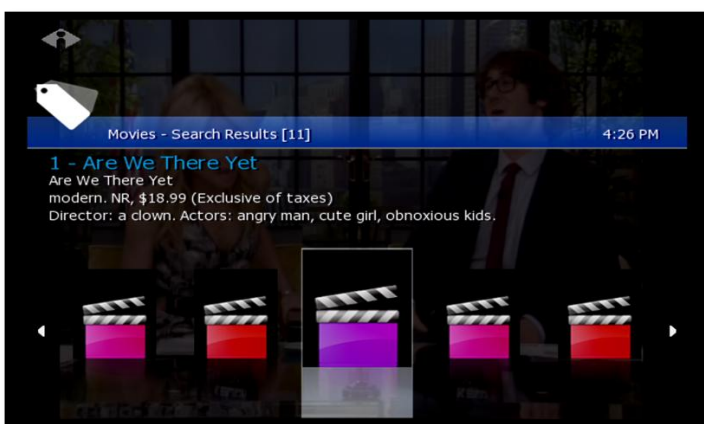 Movies - Search Results [11] 4:26 PM
1 - Are We There Yet
Are We There Yet
modern. NR, $18.99 (Exclusive of taxes)
Director: a clown. Actors: angry man, cute girl, obnoxious kids.